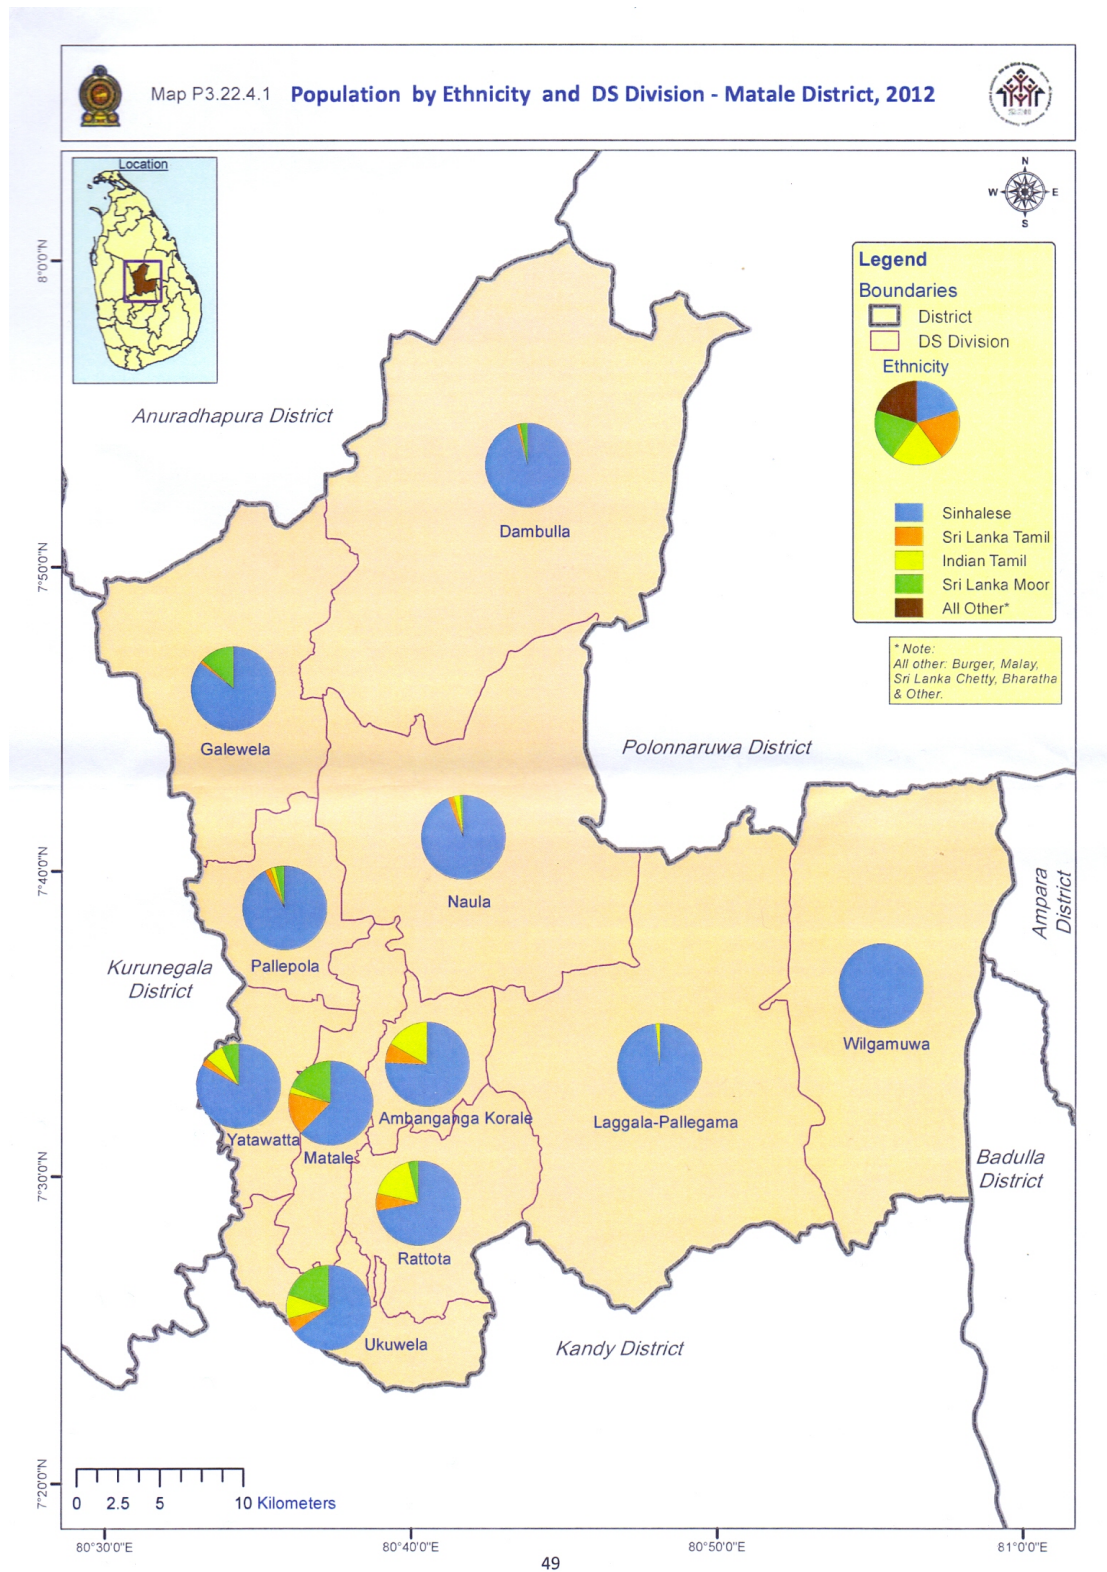 Map P3.22.4.1 Population by Ethnicity and DS Division - Matale District, 2012
Location
N
W E
S
8°0'0"N
Legend
Boundaries
District
DS Division
Ethnicity
Anuradhapura District
Dambulla
Sinhalese
Sri Lanka Tamil
Indian Tamil
Sri Lanka Moor
All Other*
7°50'0"N
* Note:
All other: Burger, Malay,
Sri Lanka Chetty, Bharatha
& Other.
Galewela
Polonnaruwa District
7°40'0"N
Naula
Ampara
District
Pallepola
Kurunegala
District
Wilgamuwa
Ambanganga Korale
Laggala-Pallegama
Yatawatta
Matale
7°30'0"N
Badulla
District
Rattota
Ukuwela
Kandy District
7°20'0"N
0 2.5 5 10 Kilometers
80°30'0"E 80°40'0"E 80°50'0"E 81°0'0"E
49